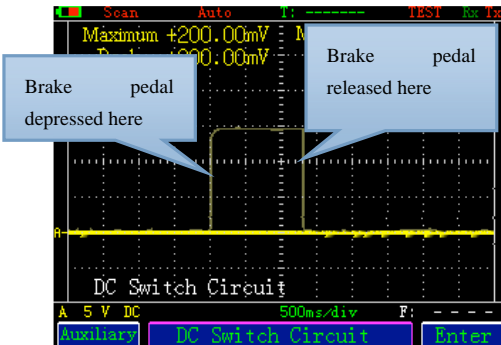 Scan Auto T: ------- TEST Rx Tx
Maximum +200.00mV
200.00mV
Brake pedal
depressed here
Brake pedal
released here
A
DC Switch Circuit
A 5 V DC 500ms/div F: - - - -
Auxiliary DC Switch Circuit Enter